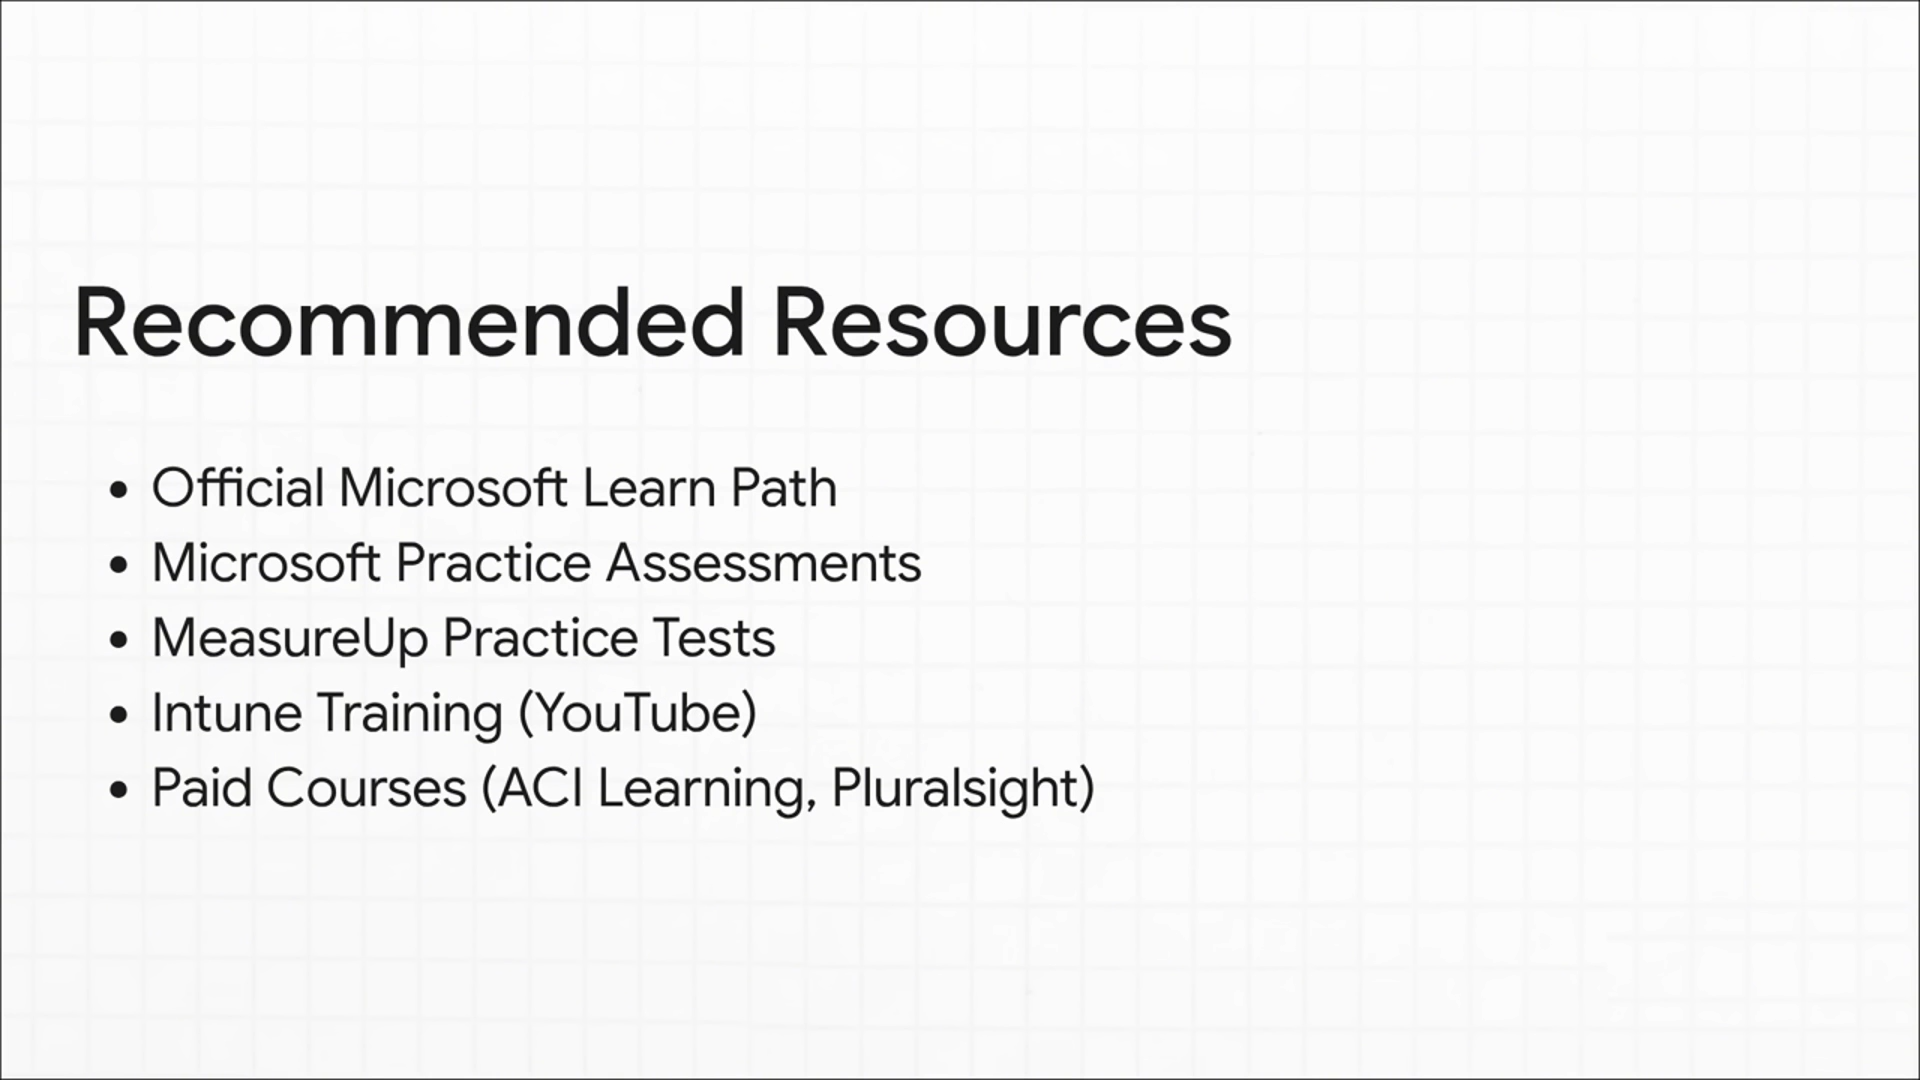 Recommended Resources
• Official Microsoft Learn Path
• Microsoft Practice Assessments
• MeasureUp Practice Tests
• Intune Training (YouTube)
• Paid Courses (ACI Learning, Pluralsight)